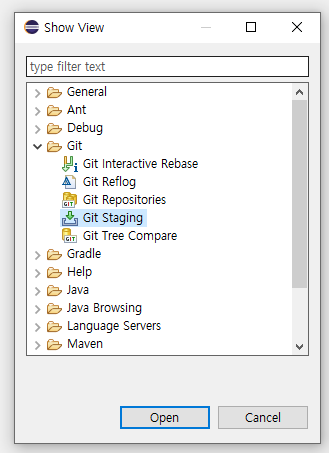 Show View
type filter text
General
Ant
Debug
Git
Git Interactive Rebase
Git Reflog
Git Repositories
Git Staging
Git Tree Compare
Gradle
Help
Java
Java Browsing
Language Servers
Maven
Open Cancel